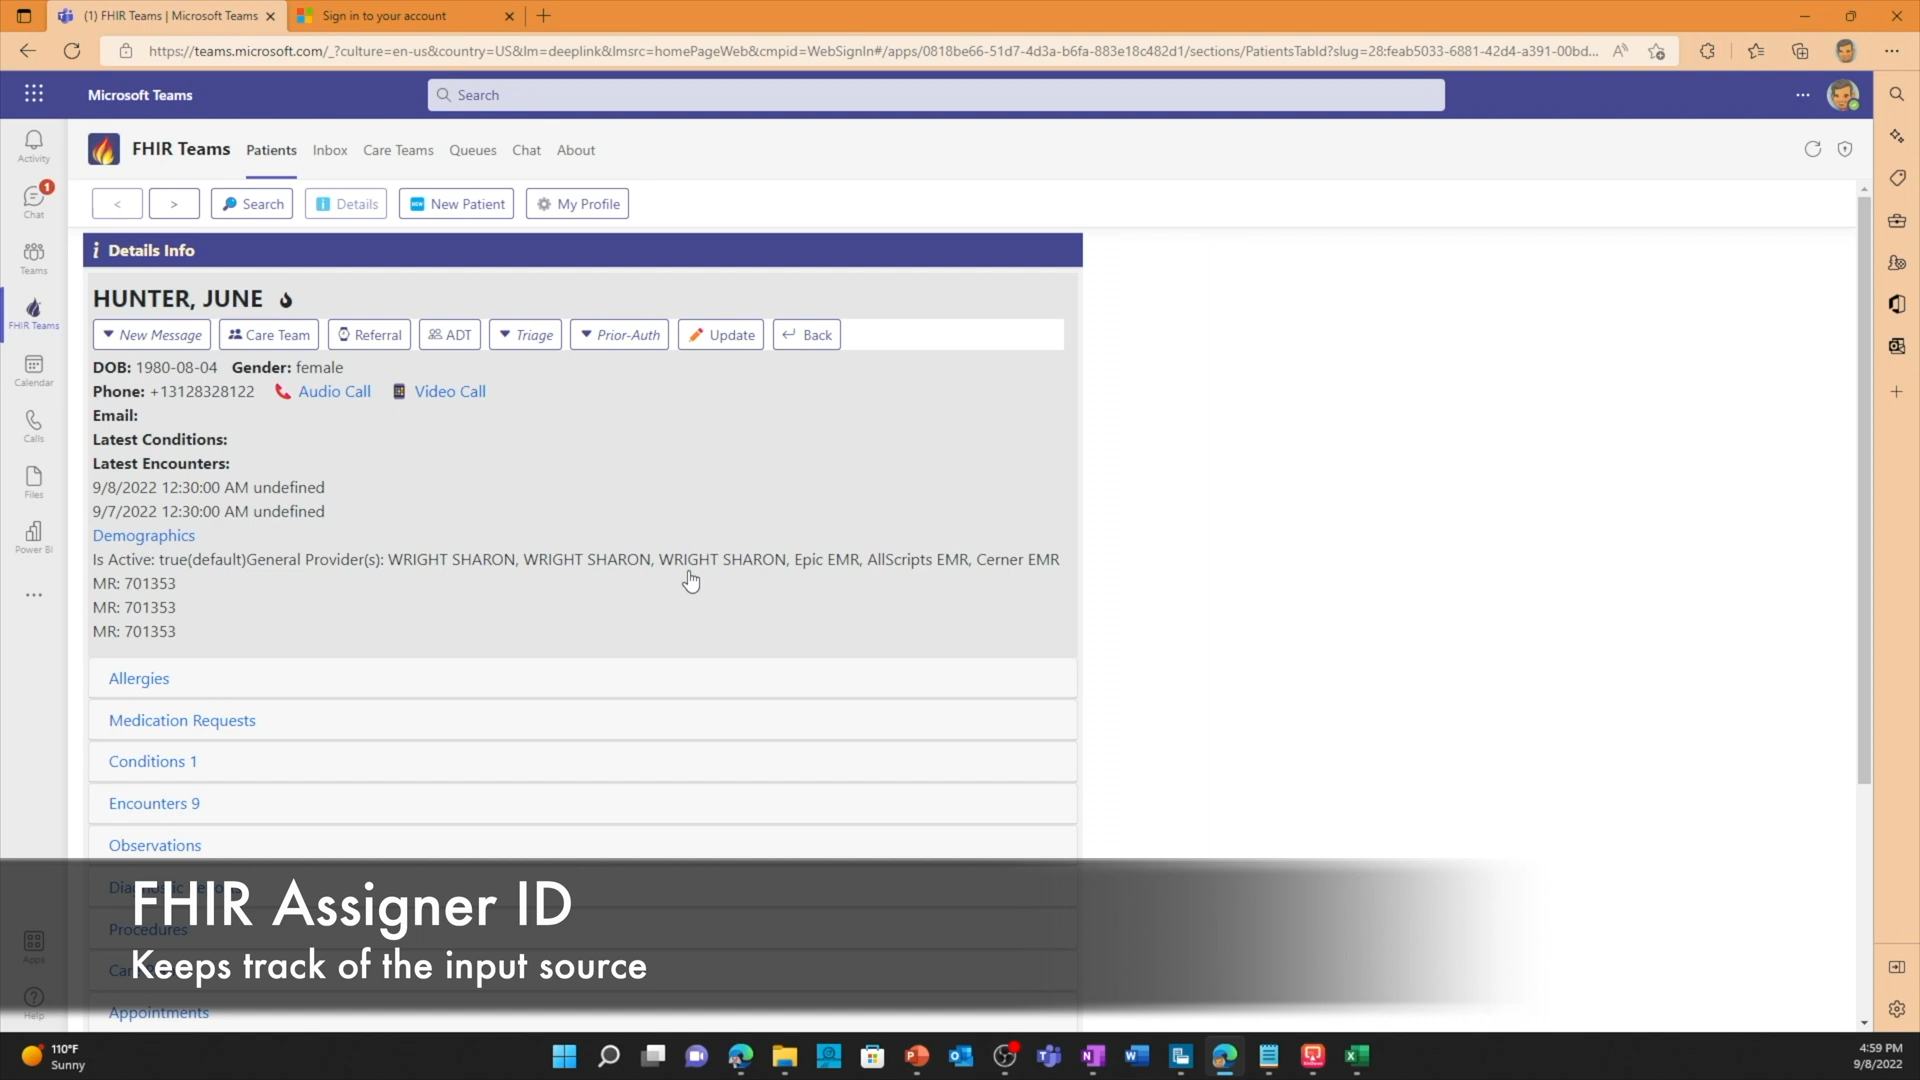 (1) FHIR Teams | Microsoft Teams
Sign in to your account
https://teams.microsoft.com/_?culture=en-us&country=US&lm=deeplink&lmsrc=homePageWeb&cmpid=WebSignIn#/apps/0818be66-51d7-4d3a-b6fa-883e18c482d1/sections/PatientsTabId?slug=28:feab5033-6881-42d4-a391-00bd...
Microsoft Teams
Search
Activity
1
Chat
Teams
FHIR Teams
Calendar
Calls
Files
Power BI
Apps
Help
FHIR Teams Patients Inbox Care Teams Queues Chat About
< > Search Details New Patient My Profile
i Details Info
HUNTER, JUNE
New Message Care Team Referral ADT Triage Prior-Auth Update Back
DOB: 1980-08-04 Gender: female
Phone: +13128328122 Audio Call Video Call
Email:
Latest Conditions:
Latest Encounters:
9/8/2022 12:30:00 AM undefined
9/7/2022 12:30:00 AM undefined
Demographics
Is Active: true(default)General Provider(s): WRIGHT SHARON, WRIGHT SHARON, WRIGHT SHARON, Epic EMR, AllScripts EMR, Cerner EMR
MR: 701353
MR: 701353
MR: 701353
Allergies
Medication Requests
Conditions 1
Encounters 9
Observations
Procedures
Appointments
FHIR Assigner ID
Keeps track of the input source
110°F
Sunny
4:59 PM
9/8/2022